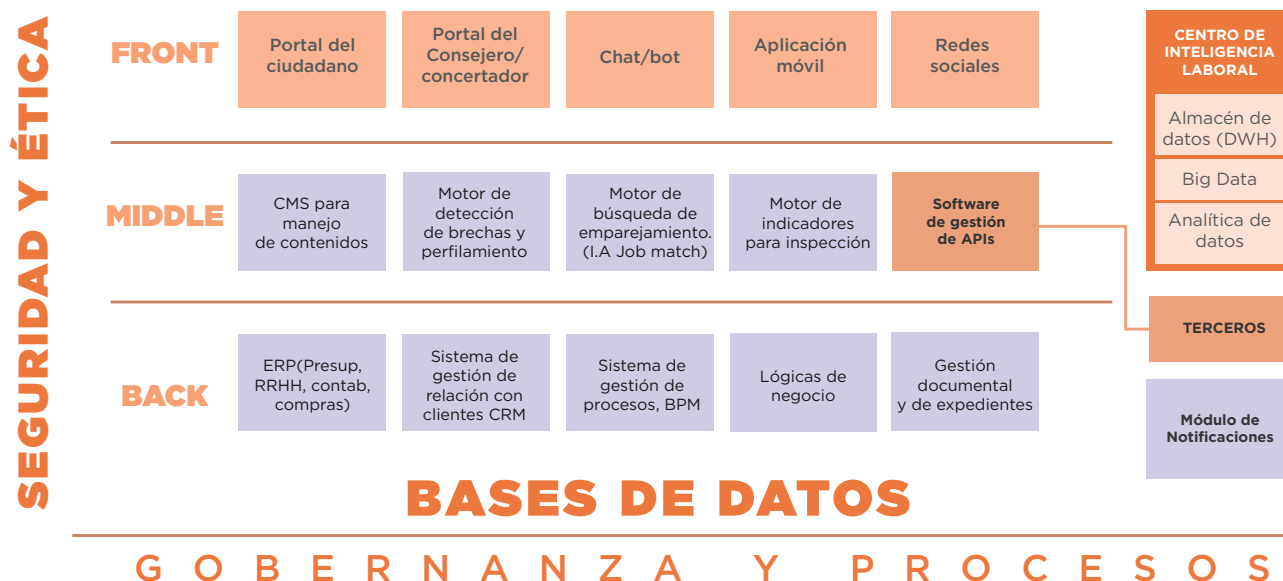 SEGURIDAD Y ÉTICA
FRONT
Portal del
ciudadano
Portal del
Consejero/
concertador
Chat/bot
Aplicación
móvil
Redes
sociales
MIDDLE
CMS para
manejo
de contenidos
Motor de
detección
de brechas y
perfilamiento
Motor de
búsqueda de
emparejamiento.
(I.A Job match)
Motor de
indicadores
para inspección
Software
de gestión
de APIs
BACK
ERP(Presup,
RRHH, contab,
compras)
Sistema de
gestión de
relación con
clientes CRM
Sistema de
gestión de
procesos, BPM
Lógicas de
negocio
Gestión
documental
y de expedientes
CENTRO DE
INTELIGENCIA
LABORAL
Almacén de
datos (DWH)
Big Data
Analítica de
datos
TERCEROS
Módulo de
Notificaciones
BASES DE DATOS
GOBERNANZA Y PROCESOS